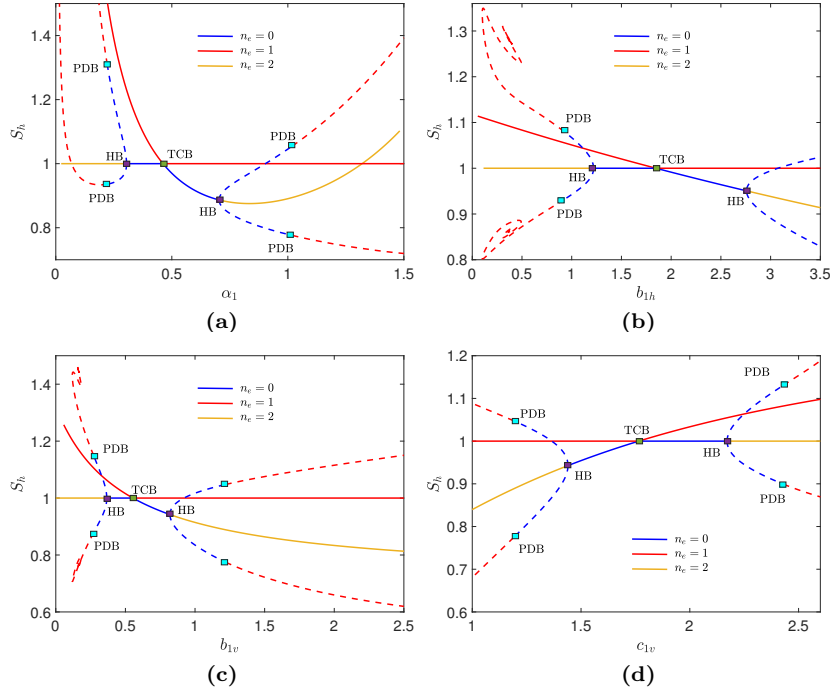 1.4
1.2
1
0.8
S_h
n_e = 0
n_e = 1
n_e = 2
PDB
HB
TCB
PDB
HB
PDB
PDB
0
0.5
1
1.5
α_1
(a)
1.3
1.2
1.1
1
0.9
0.8
S_h
n_e = 0
n_e = 1
n_e = 2
PDB
TCB
HB
PDB
HB
0
0.5
1
1.5
2
2.5
3
3.5
b_{1h}
(b)
1.4
1.2
1
0.8
0.6
S_h
n_e = 0
n_e = 1
n_e = 2
PDB
TCB
HB
HB
PDB
0
0.5
1
1.5
2
2.5
b_{1v}
(c)
1.2
1.1
1
0.9
0.8
0.7
0.6
S_h
PDB
PDB
TCB
HB
HB
PDB
PDB
n_e = 0
n_e = 1
n_e = 2
1
1.5
2
2.5
c_{1v}
(d)